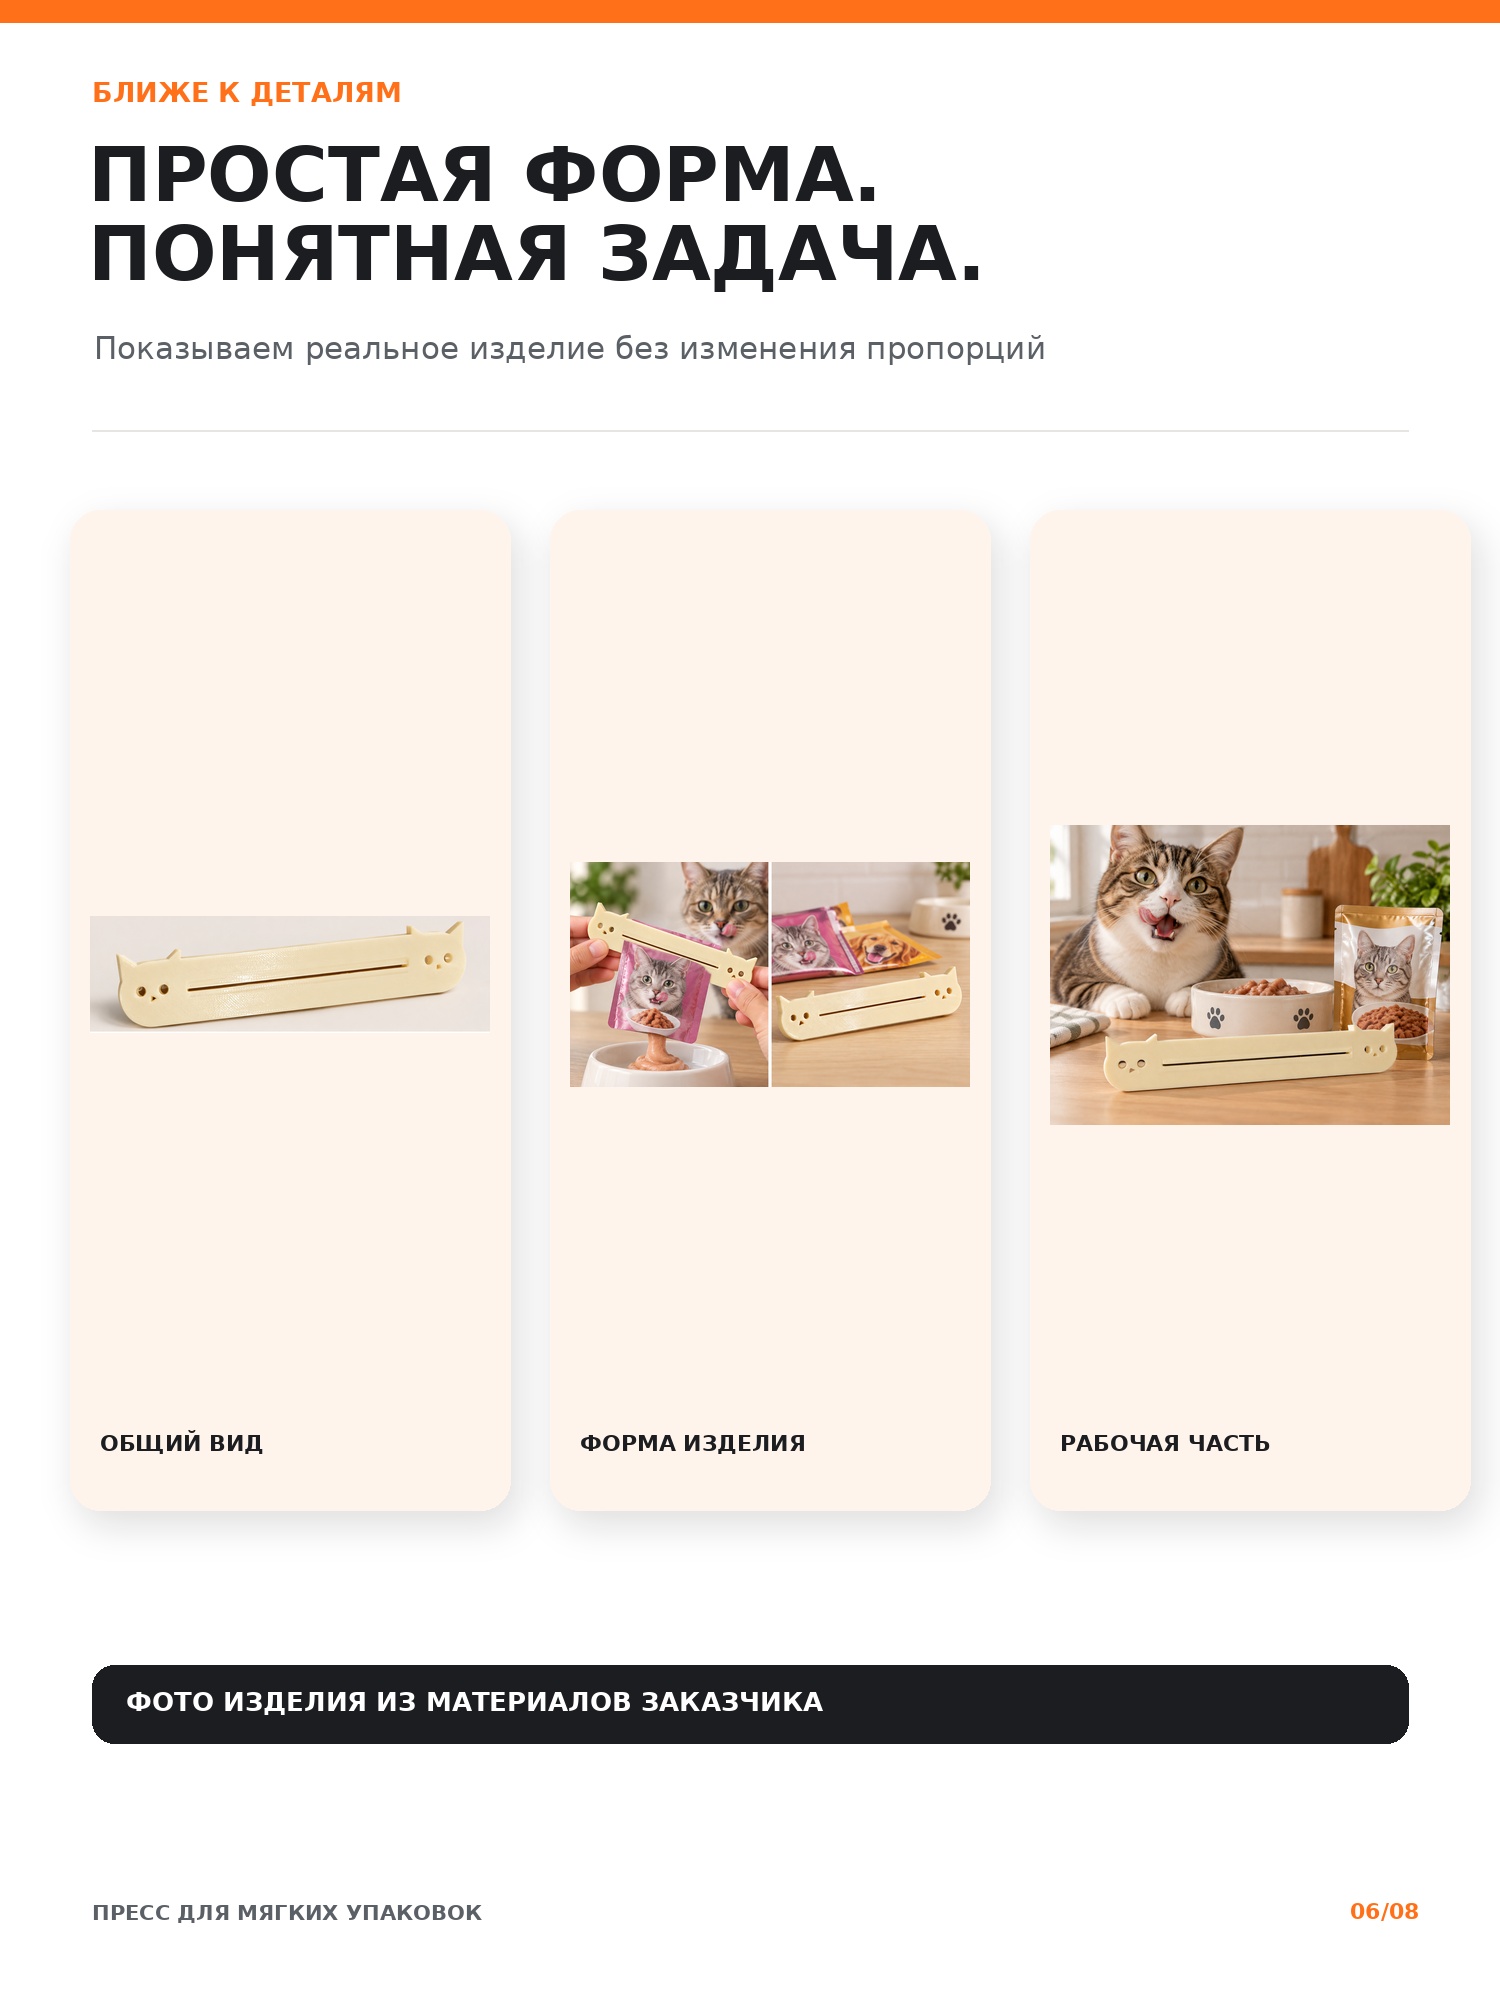 БЛИЖЕ К ДЕТАЛЯМ
ПРОСТАЯ ФОРМА.
ПОНЯТНАЯ ЗАДАЧА.
Показываем реальное изделие без изменения пропорций
ОБЩИЙ ВИД
ФОРМА ИЗДЕЛИЯ
РАБОЧАЯ ЧАСТЬ
ФОТО ИЗДЕЛИЯ ИЗ МАТЕРИАЛОВ ЗАКАЗЧИКА
ПРЕСС ДЛЯ МЯГКИХ УПАКОВОК
06/08